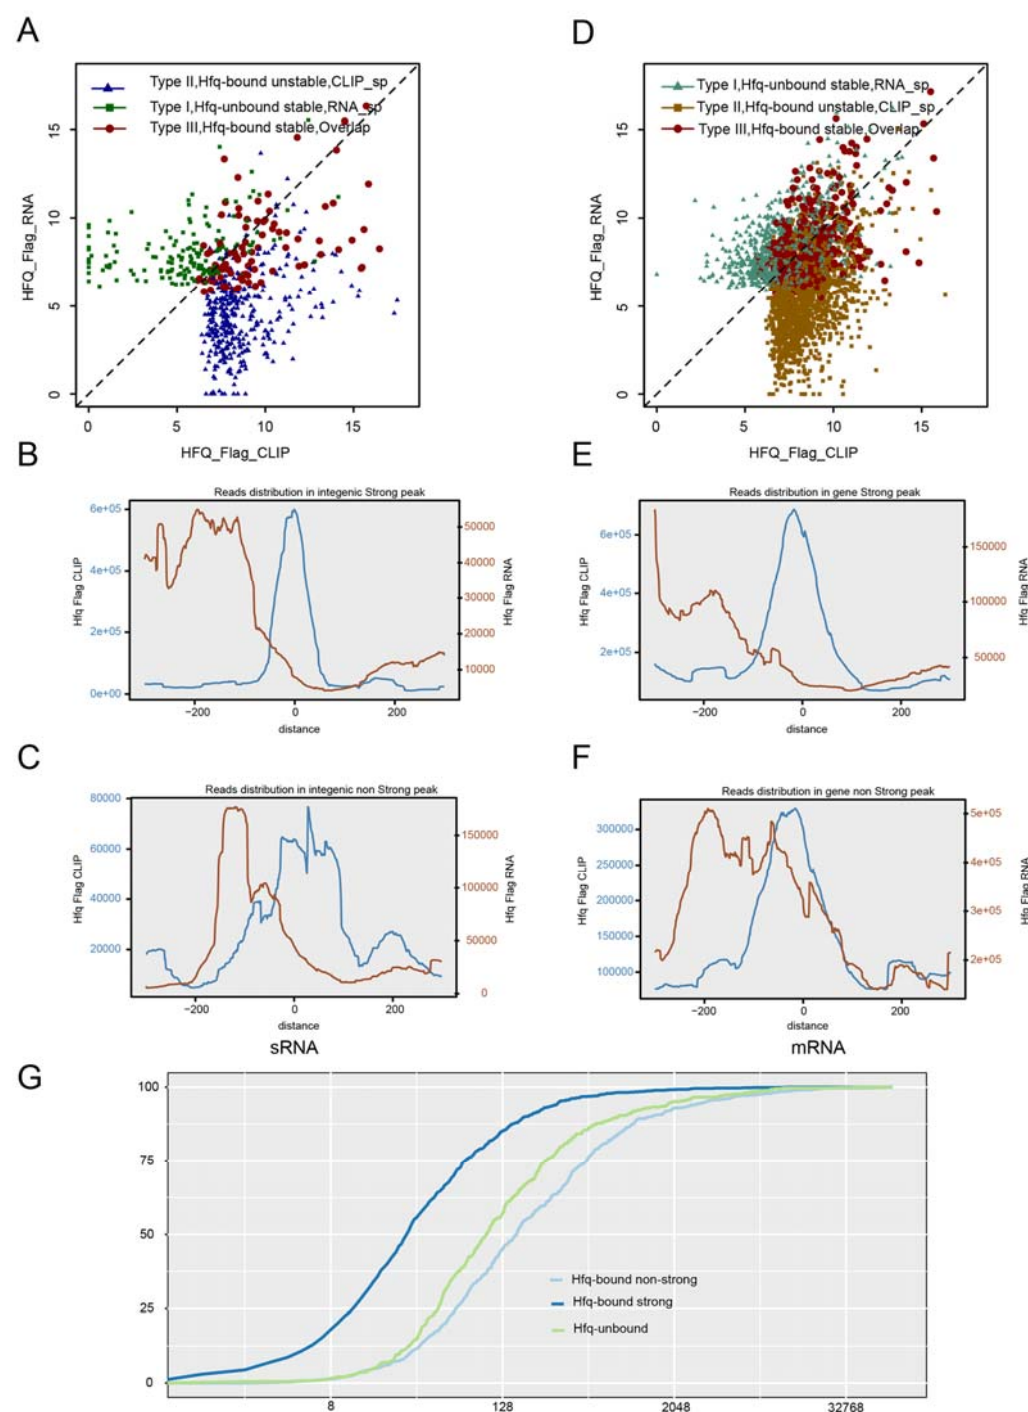 A
Type II,Hfq-bound unstable,CLIP_sp
Type I,Hfq-unbound stable,RNA_sp
Type III,Hfq-bound stable,Overlap
HFQ_Flag_RNA
15
10
5
0
0 5 10 15
HFQ_Flag_CLIP
D
Type I,Hfq-unbound stable,RNA_sp
Type II,Hfq-bound unstable,CLIP_sp
Type III,Hfq-bound stable,Overlap
HFQ_Flag_RNA
15
10
5
0
0 5 10 15
HFQ_Flag_CLIP
B
Reads distribution in integenic Strong peak
Hfq Flag CLIP
6e+05
4e+05
2e+05
0e+00
50000
40000
30000
20000
10000
Hfq Flag RNA
−200 0 200
distance
E
Reads distribution in gene Strong peak
Hfq Flag CLIP
6e+05
4e+05
2e+05
150000
100000
50000
Hfq Flag RNA
−200 0 200
distance
C
Reads distribution in integenic non Strong peak
Hfq Flag CLIP
80000
60000
40000
20000
150000
100000
50000
0
Hfq Flag RNA
−200 0 200
distance
sRNA
F
Reads distribution in gene non Strong peak
Hfq Flag CLIP
300000
250000
200000
150000
100000
5e+05
4e+05
3e+05
2e+05
Hfq Flag RNA
−200 0 200
distance
mRNA
G
100
75
50
25
0
Hfq-bound non-strong
Hfq-bound strong
Hfq-unbound
8 128 2048 32768